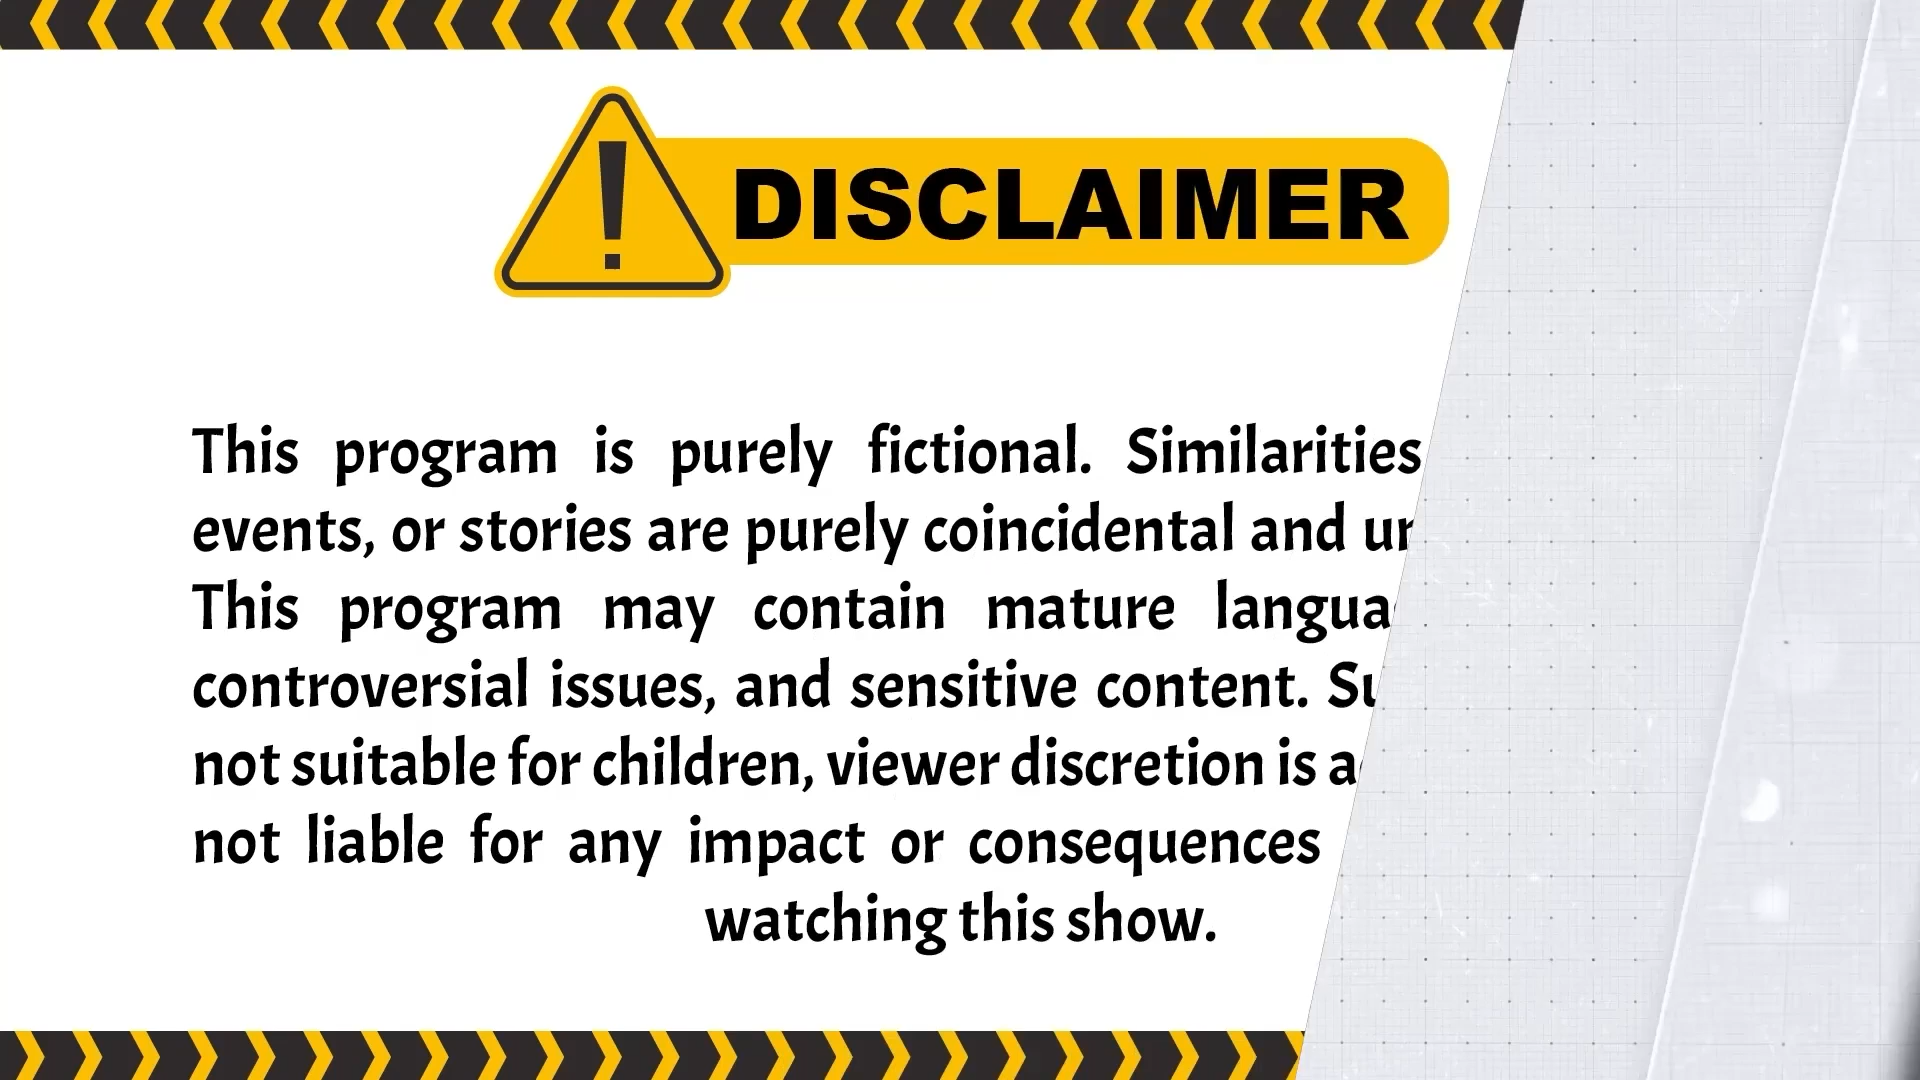 DISCLAIMER
This program is purely fictional. Similarities
events, or stories are purely coincidental and
This program may contain mature
controversial issues, and sensitive content.
not suitable for children, viewer discretion is
not liable for any impact or consequences
watching this show.